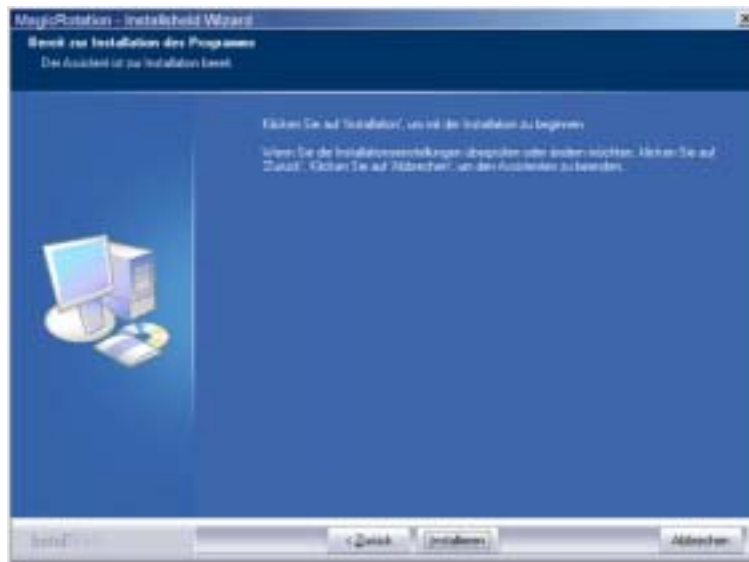 MagicRotation - InstallShield Wizard
Bereit zur Installation des Programms
Der Assistent ist zur Installation bereit.
Klicken Sie auf 'Installation', um mit der Installation zu beginnen.
Wenn Sie die Installationseinstellungen überprüfen oder ändern möchten, klicken Sie auf
'Zurück'. Klicken Sie auf 'Abbrechen', um den Assistenten zu beenden.
< Zurück
Installieren
Abbrechen